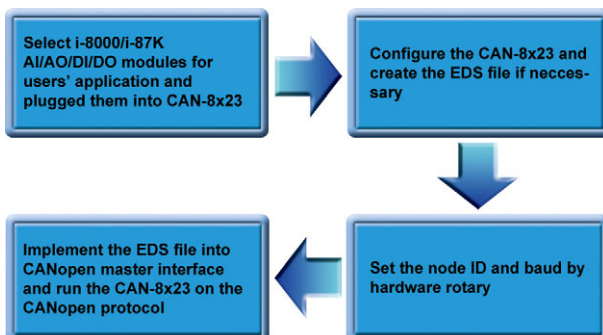 Select i-8000/i-87K
AI/AO/DI/DO modules for
users' application and
plugged them into CAN-8x23
Configure the CAN-8x23 and
create the EDS file if necces-
sary
Set the node ID and baud by
hardware rotary
Implement the EDS file into
CANopen master interface
and run the CAN-8x23 on the
CANopen protocol